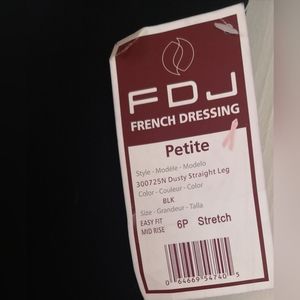 FDJ
FRENCH DRESSING
Petite
Style - Modèle - Modelo
300725N Dusty Straight Leg
Color - Couleur - Color
BLK
Size - Grandeur - Talla
EASY FIT
MID RISE
6P Stretch
0 64669 54740 5